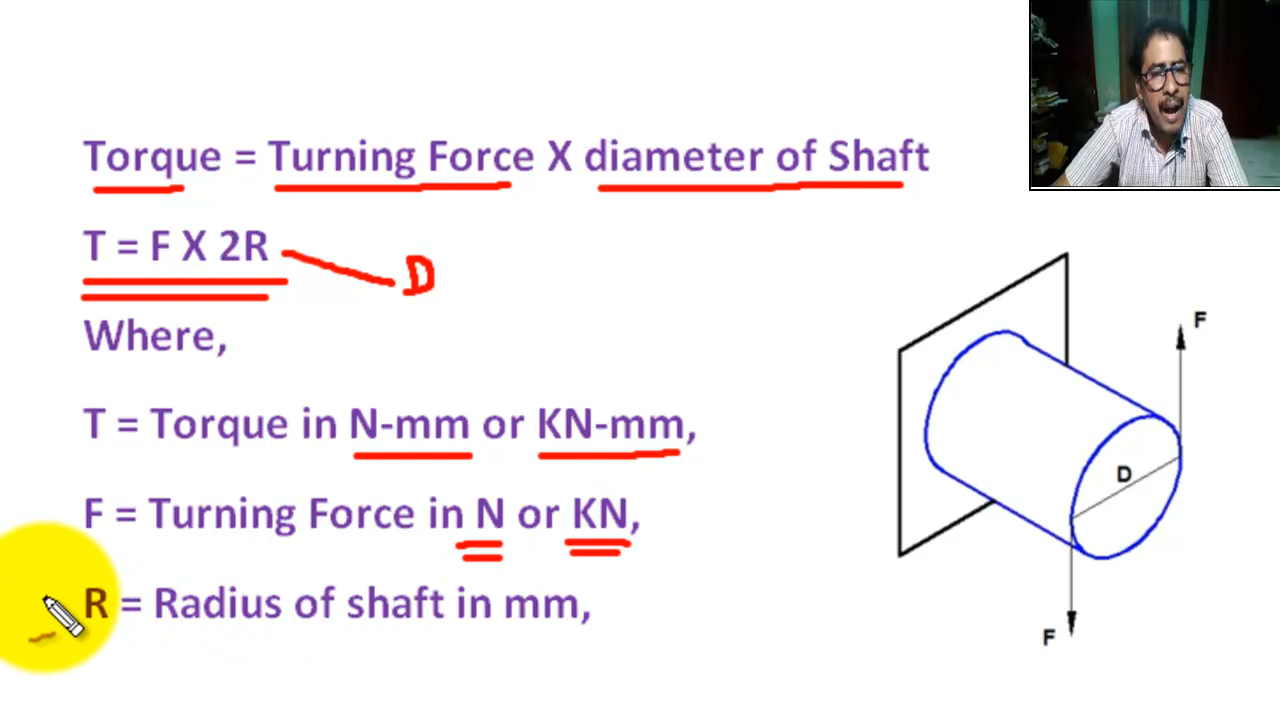 Torque = Turning Force X diameter of Shaft
T = F X 2R
D
Where,
T = Torque in N-mm or KN-mm,
F = Turning Force in N or KN,
R = Radius of shaft in mm,
F
D
F